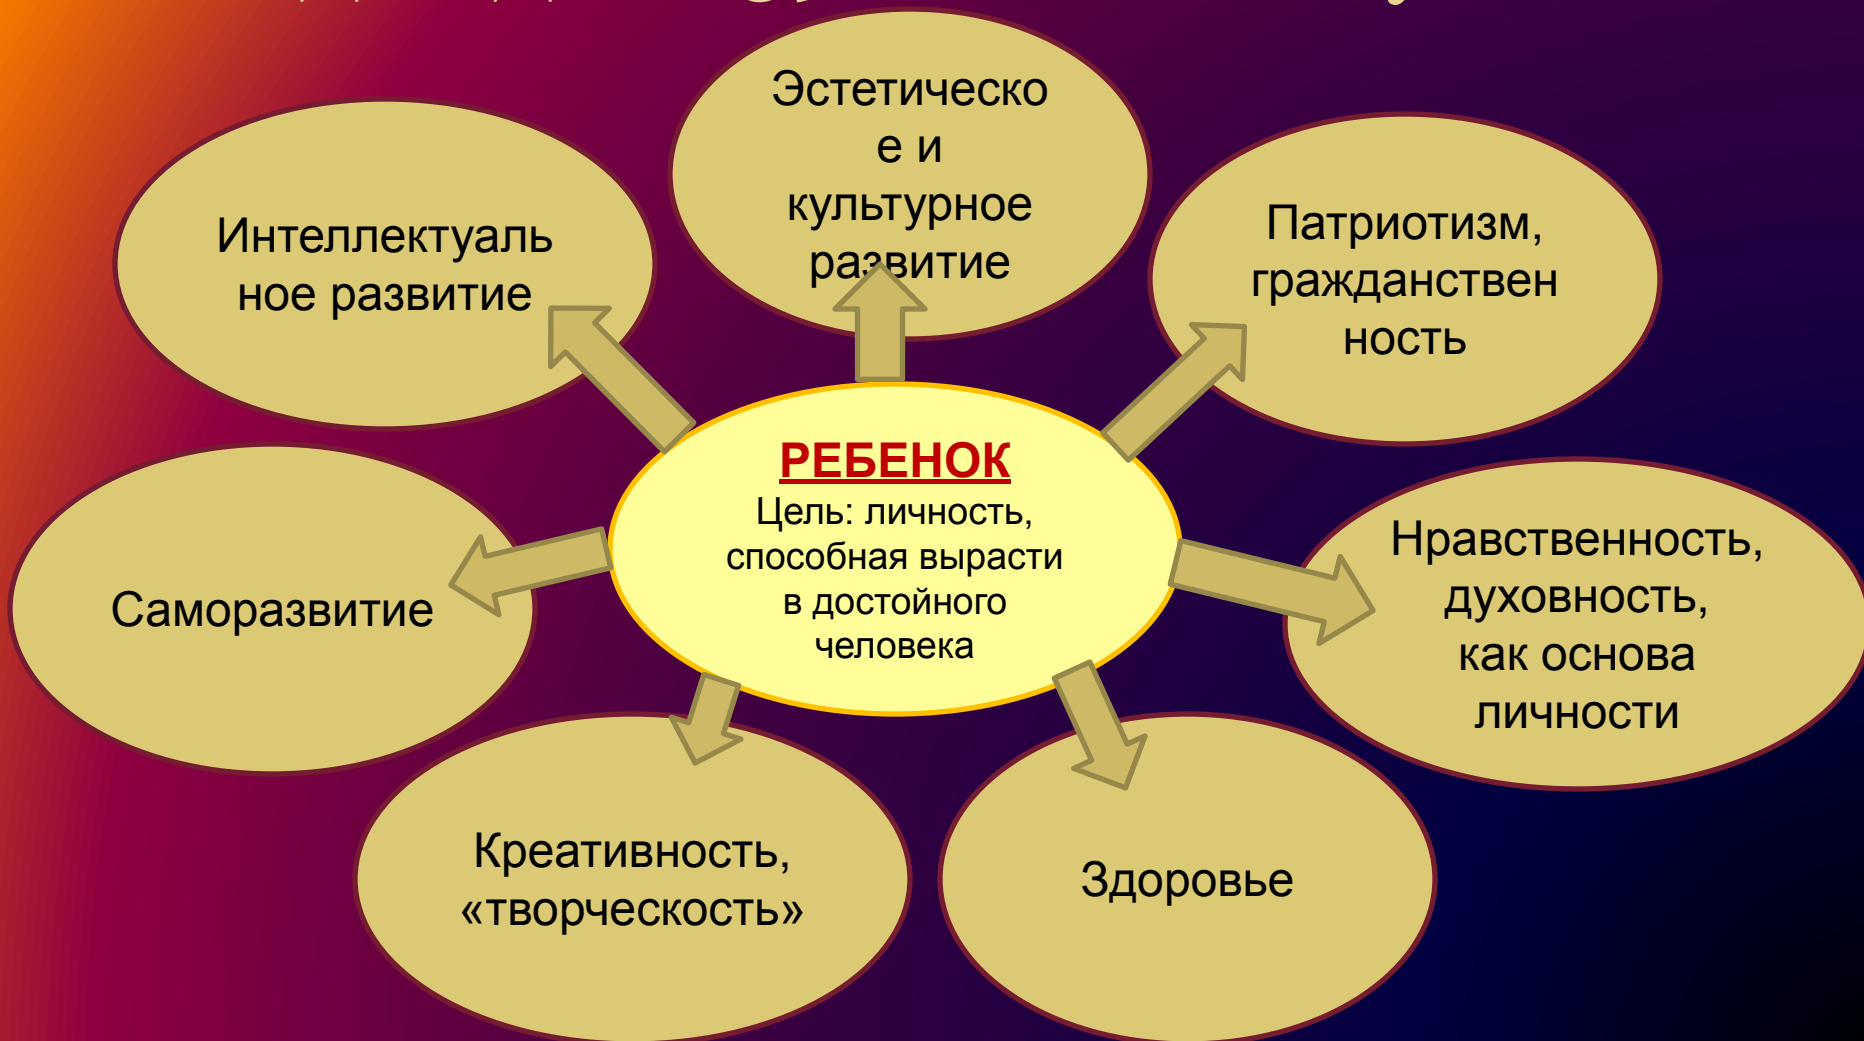 Эстетическо
е и
культурное
развитие
Интеллектуаль
ное развитие
Патриотизм,
гражданствен
ность
РЕБЕНОК
Цель: личность,
способная вырасти
в достойного
человека
Нравственность,
духовность,
как основа
личности
Саморазвитие
Креативность,
«творческость»
Здоровье